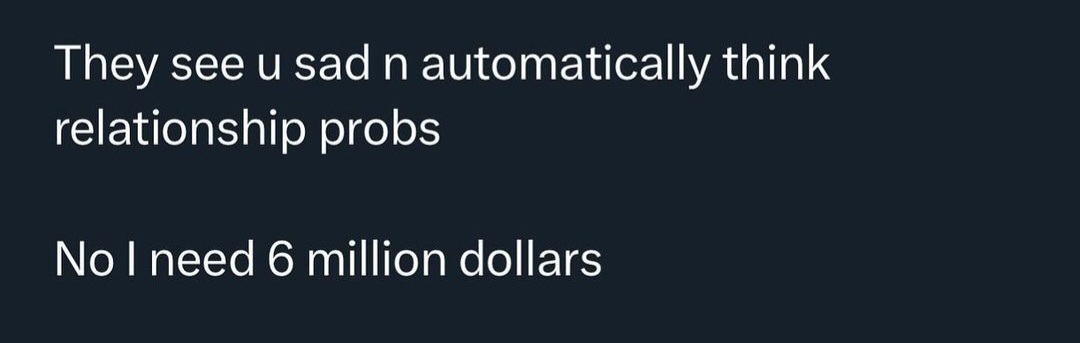 They see u sad n automatically think
relationship probs
No I need 6 million dollars